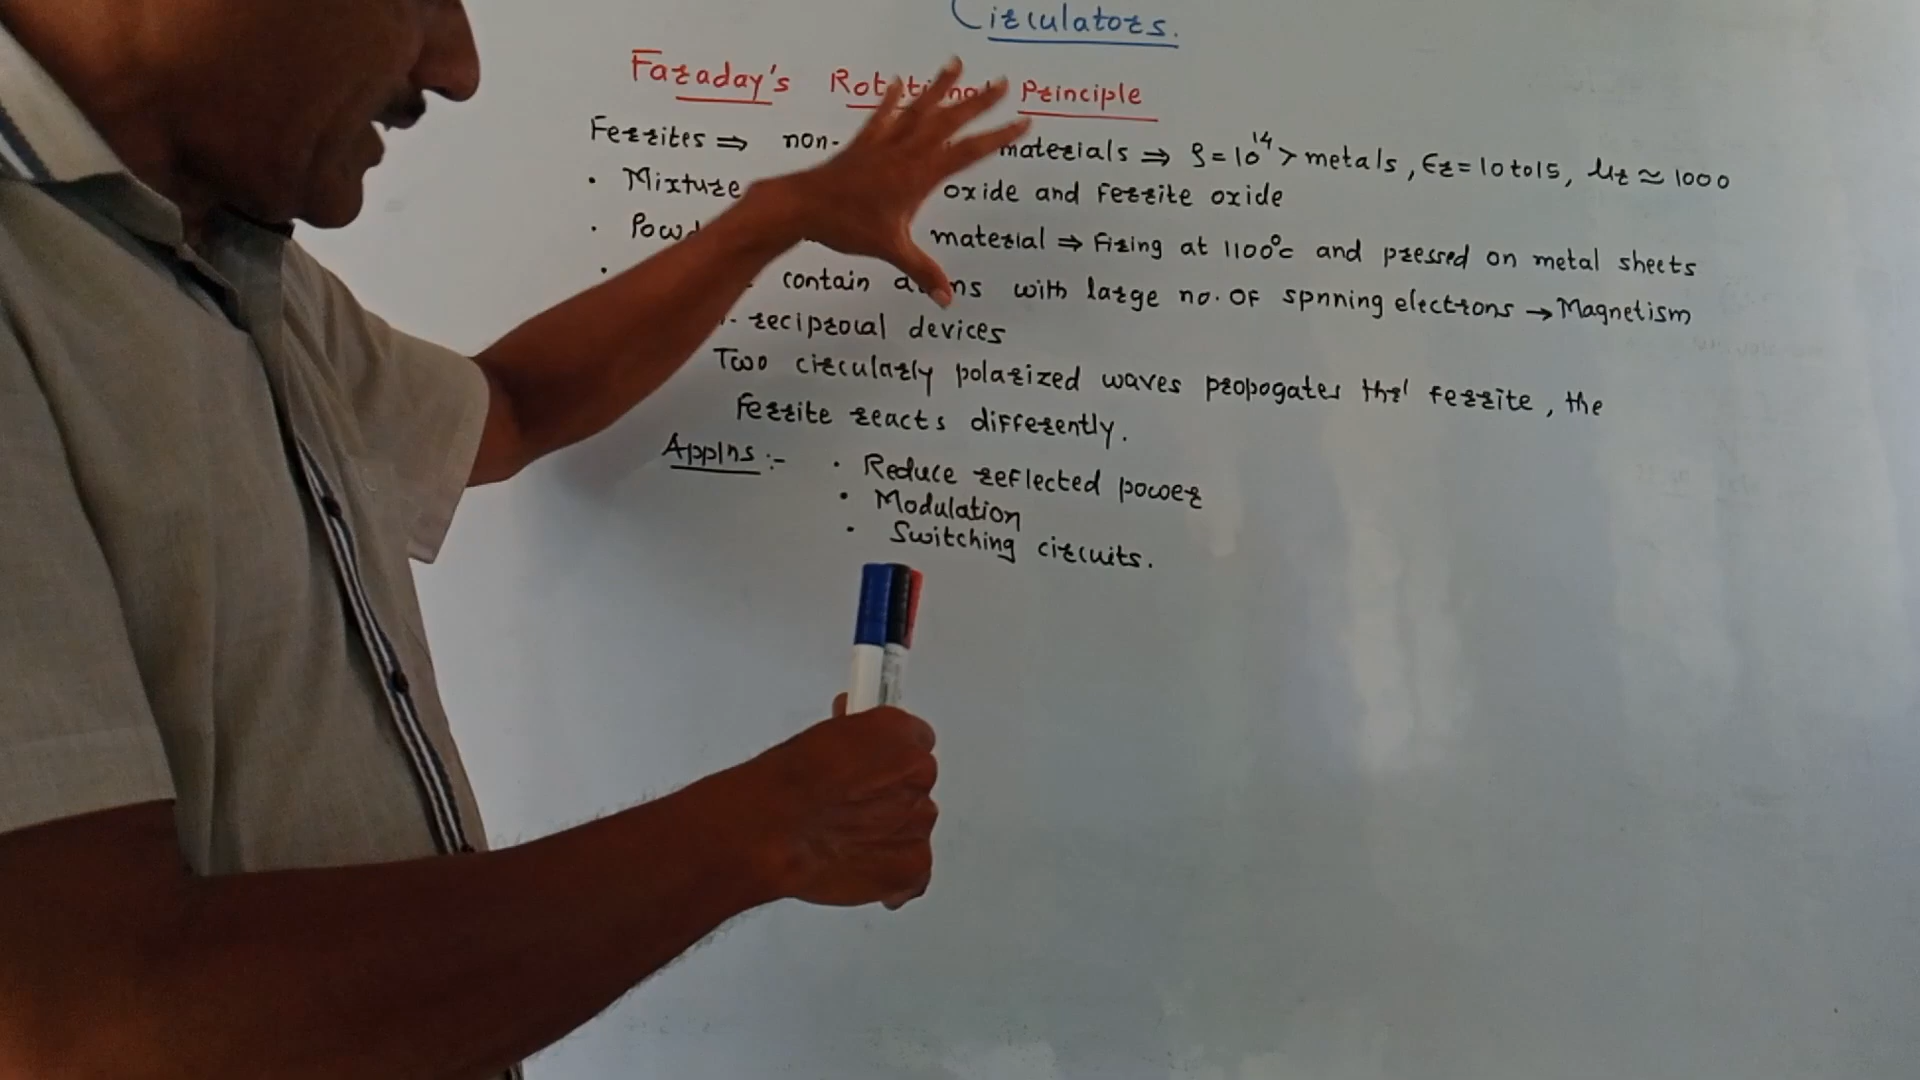 Circulators.
Faraday's Rotational Principle
Ferrites ⇒ non- materials ⇒ ρ = 10^14 > metals, εr = 10 to 15, μr ≈ 1000
• Mixture oxide and Ferrite oxide
• material ⇒ Firing at 1100°c and pressed on metal sheets
• contain atoms with large no. of spnning electrons → Magnetism
- reciprocal devices
Two circularly polarized waves propogates thr' ferrite, the
Ferrite reacts differently.
Applns :- • Reduce reflected power
• Modulation
• Switching circuits.